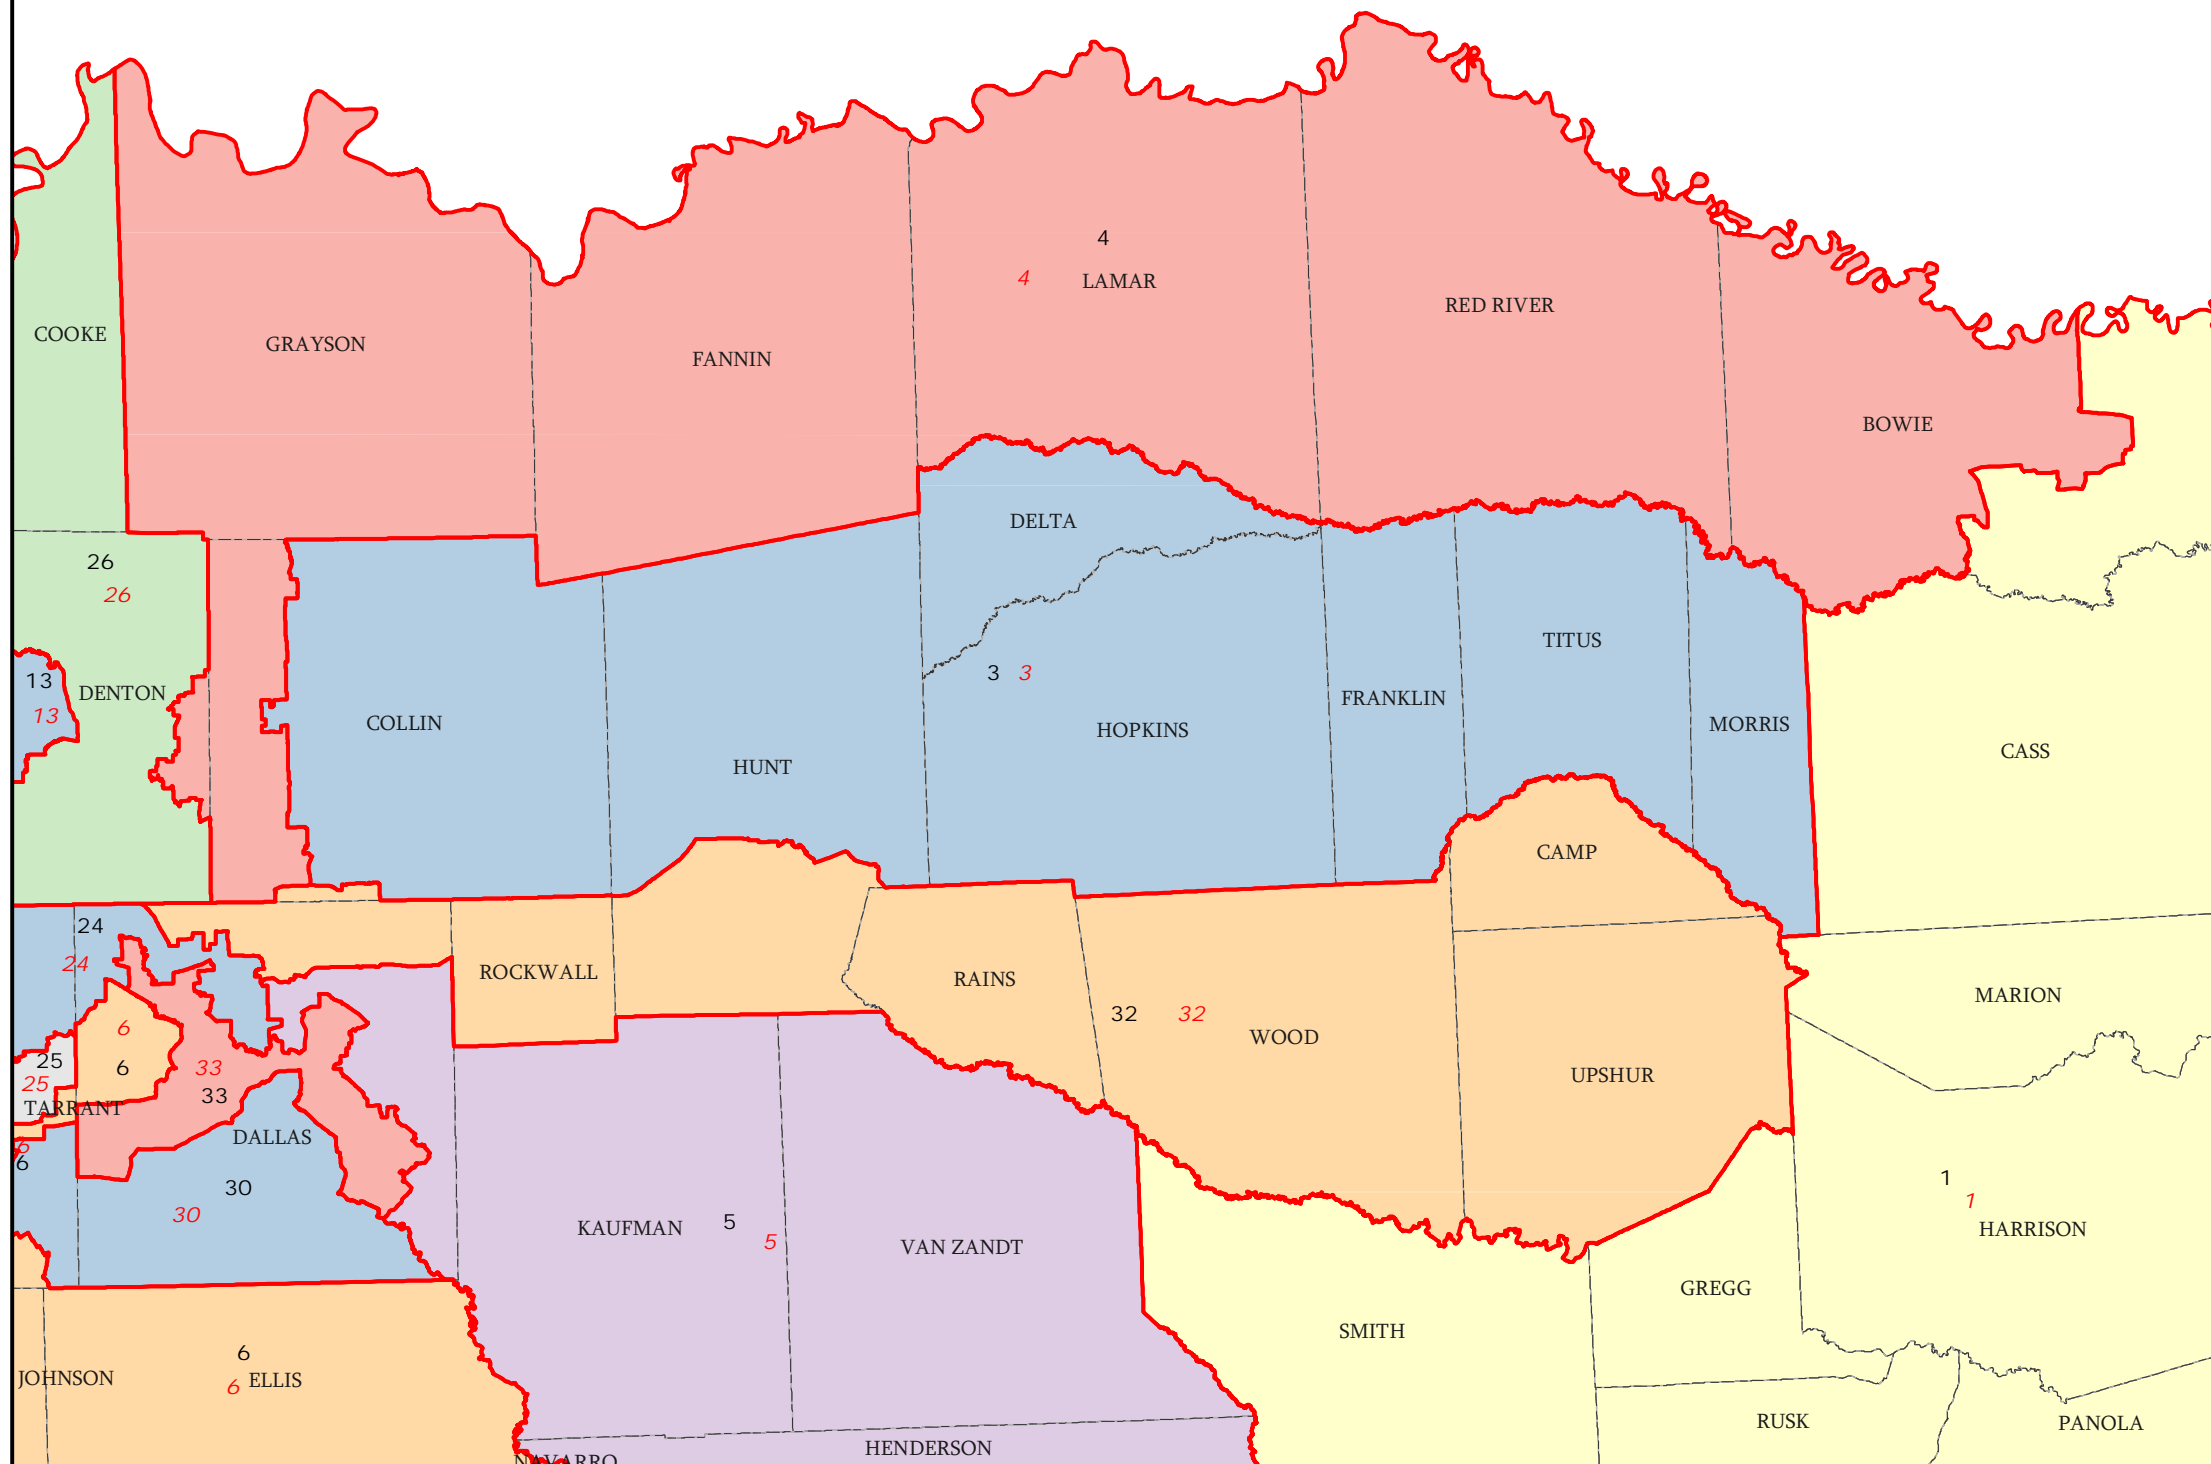 4
4 LAMAR
RED RIVER
COOKE
GRAYSON
FANNIN
BOWIE
DELTA
26
26
TITUS
3 3
13
DENTON
FRANKLIN
13
COLLIN
HOPKINS
MORRIS
HUNT
CASS
CAMP
24
24
ROCKWALL
RAINS
MARION
32 32
WOOD
6
25
6
33
25
33
UPSHUR
TARRANT
DALLAS
6
6
30
30
1
1
KAUFMAN
5
5
VAN ZANDT
HARRISON
GREGG
SMITH
6
6 ELLIS
JOHNSON
RUSK
PANOLA
HENDERSON
NAVARRO